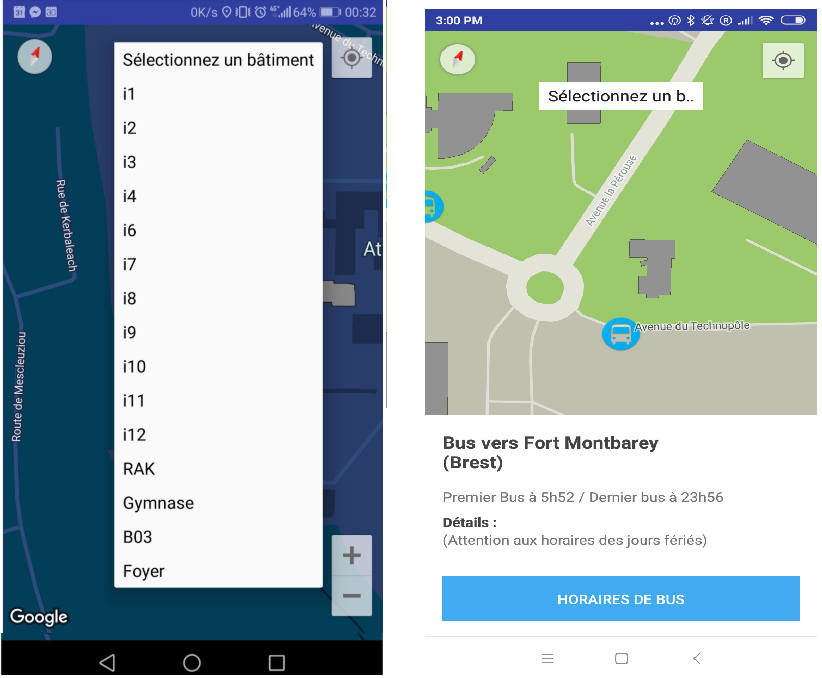 0K/s 64% 00:32
Avenue du Techn
Sélectionnez un bâtiment
i1
i2
i3
i4
i6
i7
i8
i9
i10
i11
i12
RAK
Gymnase
B03
Foyer
Rue de Kerbaleach
Route de Mescleuziou
At
+
−
Google
3:00 PM
Sélectionnez un b..
Avenue la Pérouse
Avenue du Technopôle
Bus vers Fort Montbarey
(Brest)
Premier Bus à 5h52 / Dernier bus à 23h56
Détails :
(Attention aux horaires des jours fériés)
HORAIRES DE BUS